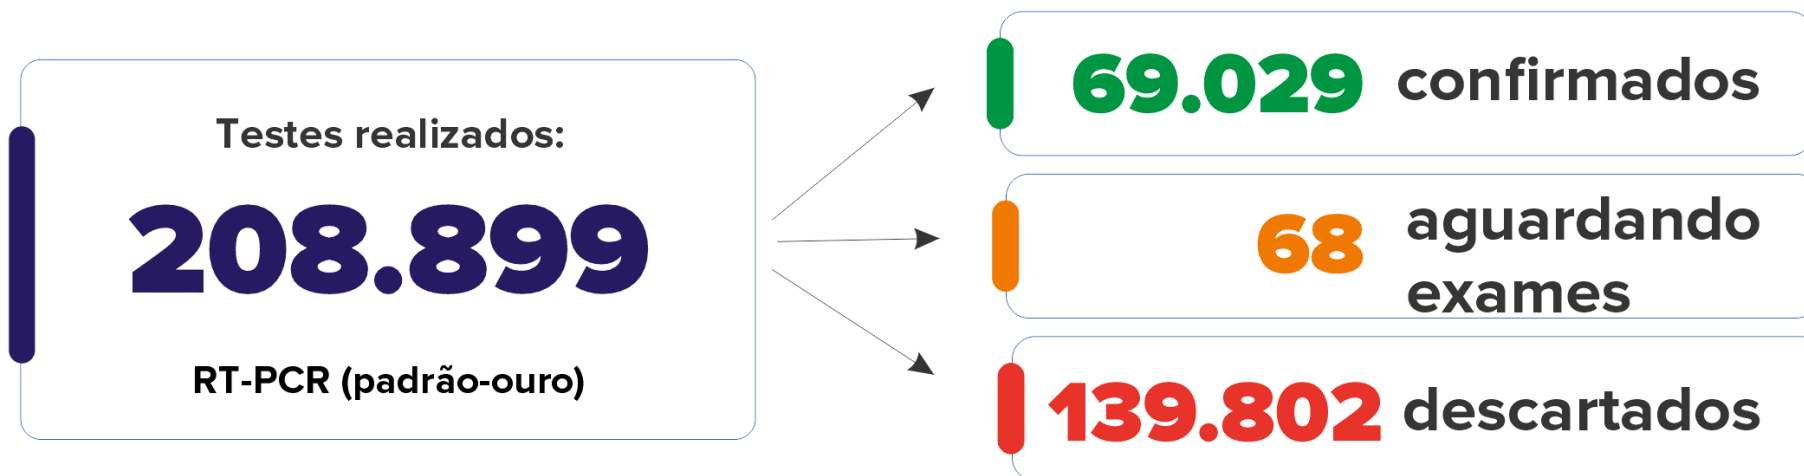 Testes realizados:
208.899
RT-PCR (padrão-ouro)
69.029 confirmados
68 aguardando
exames
139.802 descartados